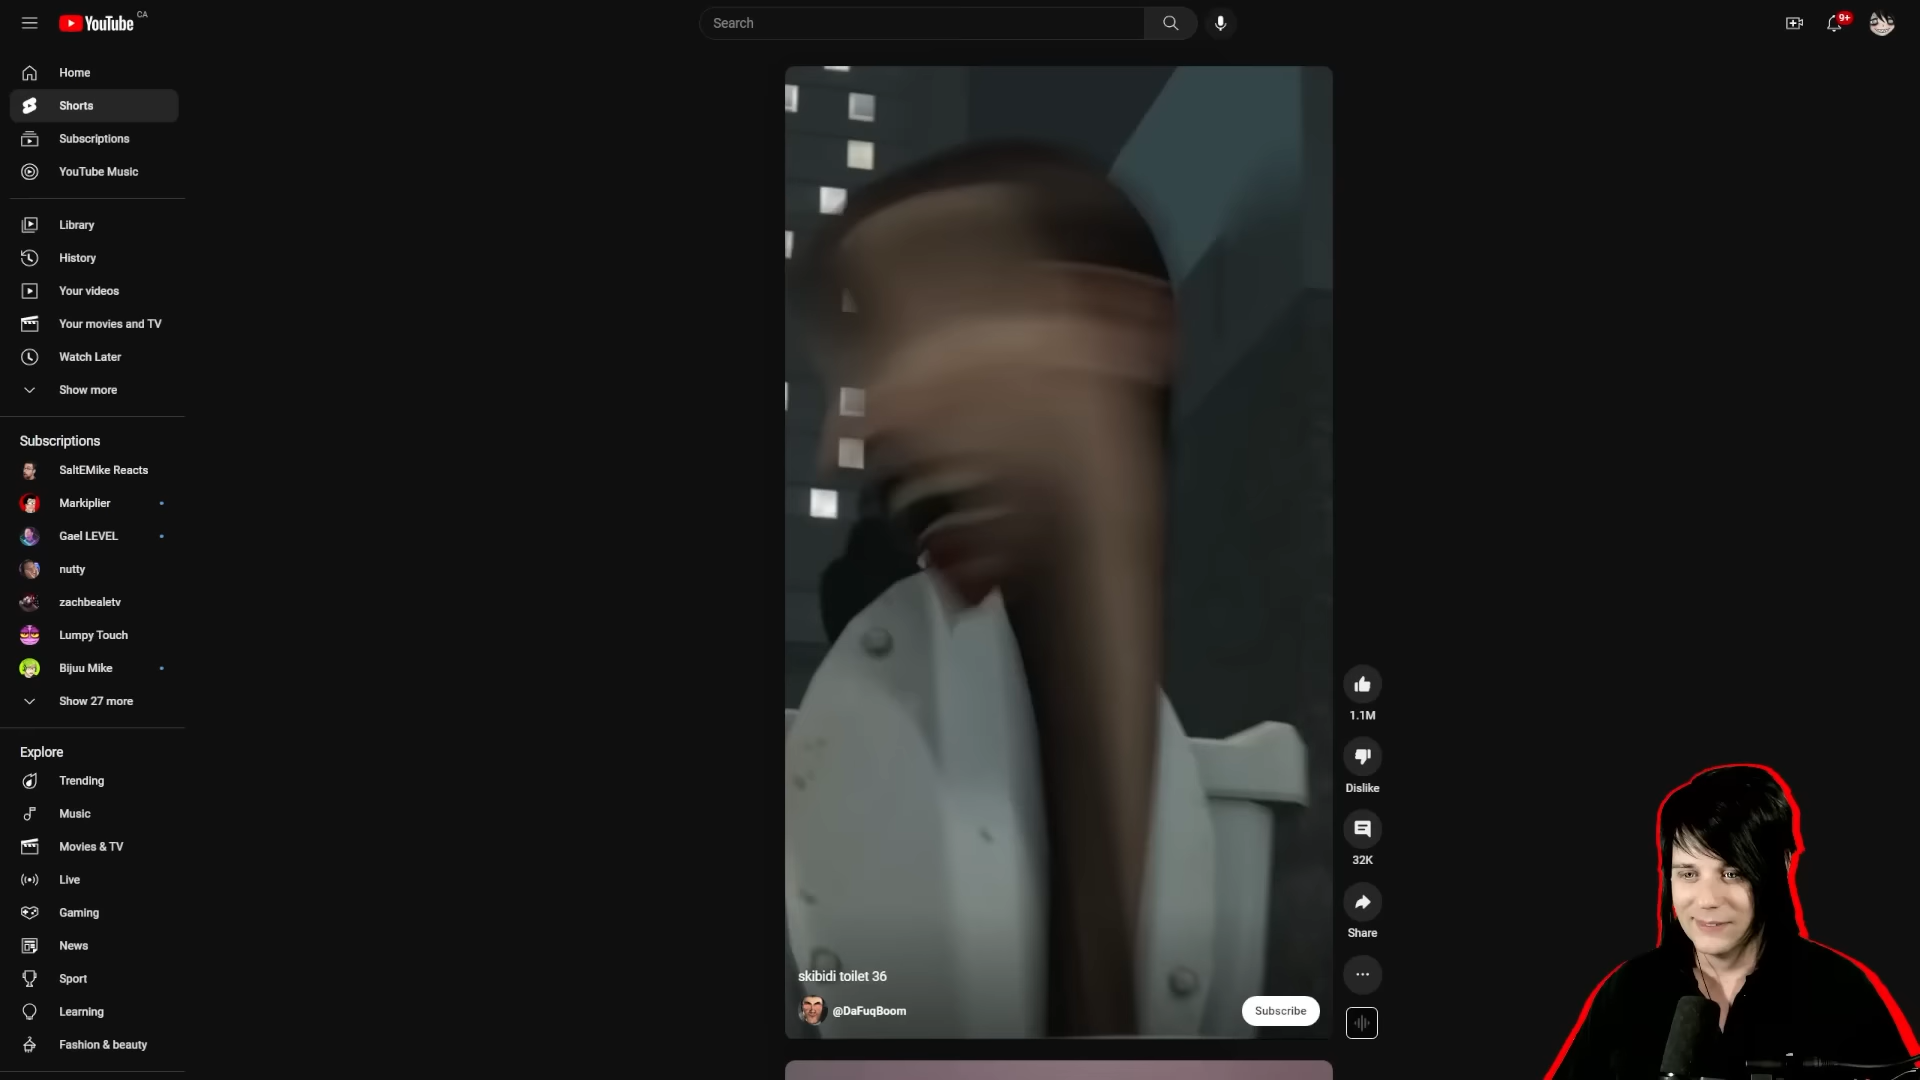 YouTube CA
Search
9+
Home
Shorts
Subscriptions
YouTube Music
Library
History
Your videos
Your movies and TV
Watch Later
Show more
Subscriptions
SaltEMike Reacts
Markiplier
Gael LEVEL
nutty
zachbealetv
Lumpy Touch
Bijuu Mike
Show 27 more
Explore
Trending
Music
Movies & TV
Live
Gaming
News
Sport
Learning
Fashion & beauty
skibidi toilet 36
@DaFuqBoom
Subscribe
1.1M
Dislike
32K
Share